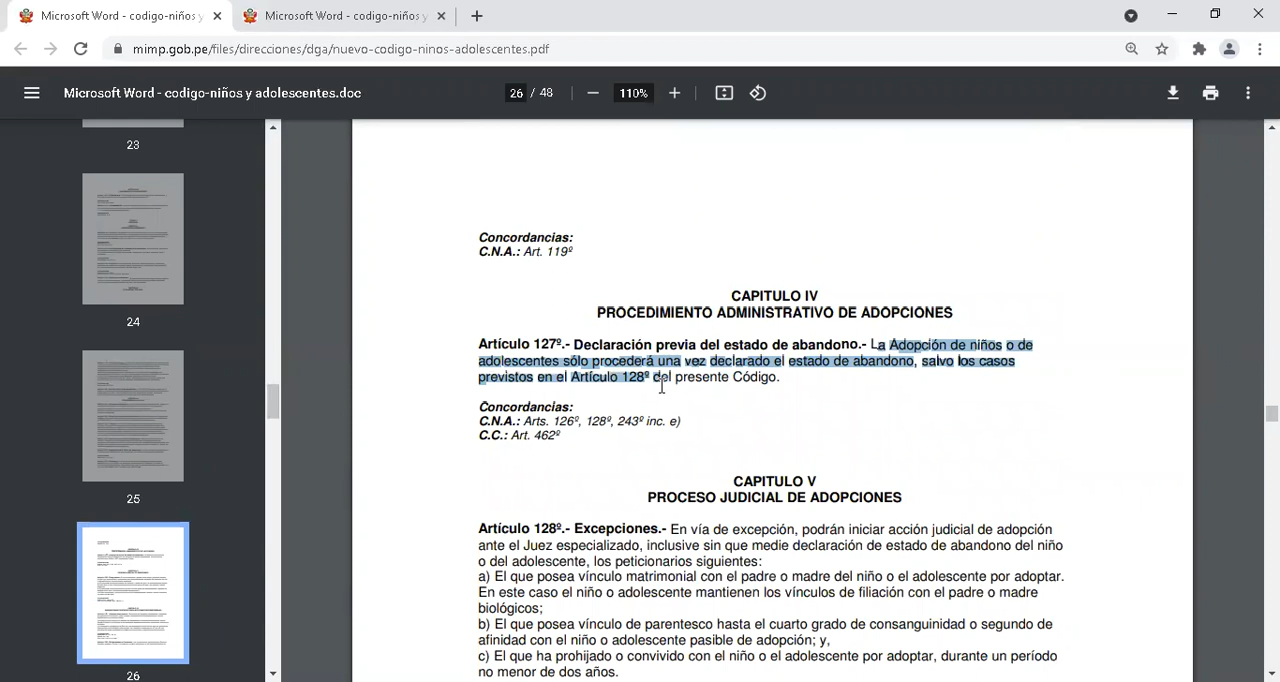 Microsoft Word - codigo-niños y
Microsoft Word - codigo-niños y
mimp.gob.pe/files/direcciones/dga/nuevo-codigo-ninos-adolescentes.pdf
Microsoft Word - codigo-niños y adolescentes.doc
26 / 48
110%
23
24
25
26
Concordancias:
C.N.A.: Art. 119º
CAPITULO IV
PROCEDIMIENTO ADMINISTRATIVO DE ADOPCIONES
Artículo 127º.- Declaración previa del estado de abandono.- La Adopción de niños o de
adolescentes sólo procederá una vez declarado el estado de abandono, salvo los casos
previstos en el Artículo 128º del presente Código.
Concordancias:
C.N.A.: Arts. 126º, 128º, 243º inc. e)
C.C.: Art. 462º
CAPITULO V
PROCESO JUDICIAL DE ADOPCIONES
Artículo 128º.- Excepciones.- En vía de excepción, podrán iniciar acción judicial de adopción
ante el Juez especializado, inclusive sin que medie declaración de estado de abandono del niño
o del adolescente, los peticionarios siguientes:
a) El que posea vínculo matrimonial con el padre o madre del niño o el adolescente por adoptar.
En este caso el niño o adolescente mantienen los vínculos de filiación con el padre o madre
biológicos;
b) El que posea vínculo de parentesco hasta el cuarto grado de consanguinidad o segundo de
afinidad con el niño o adolescente pasible de adopción; y,
c) El que ha prohijado o convivido con el niño o el adolescente por adoptar, durante un período
no menor de dos años.